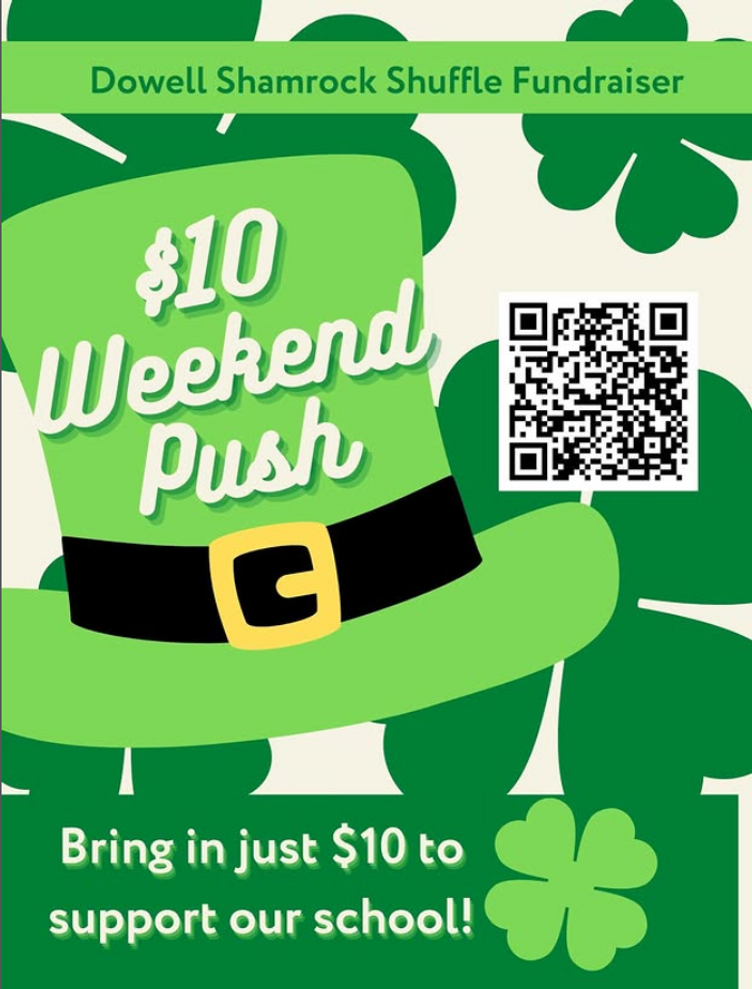 Dowell Shamrock Shuffle Fundraiser
$10
Weekend
Push
Bring in just $10 to
support our school!